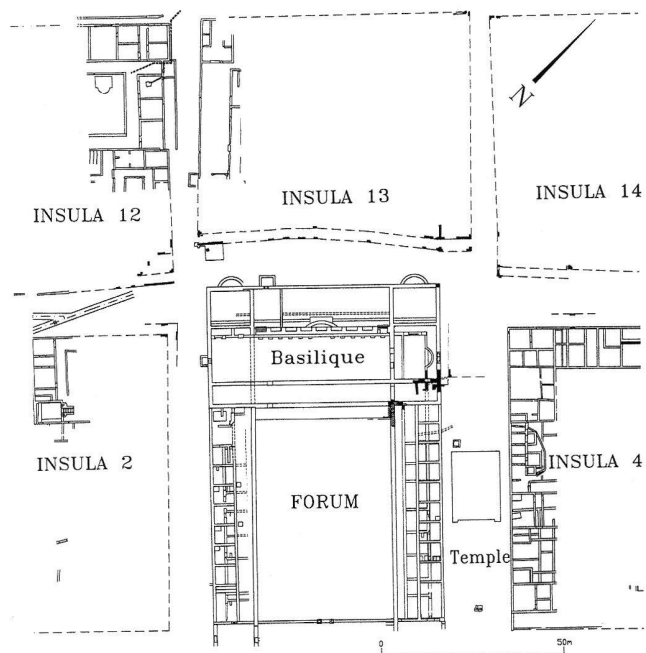 N
INSULA 13
INSULA 14
INSULA 12
Basilique
INSULA 2
INSULA 4
FORUM
Temple
0
50m